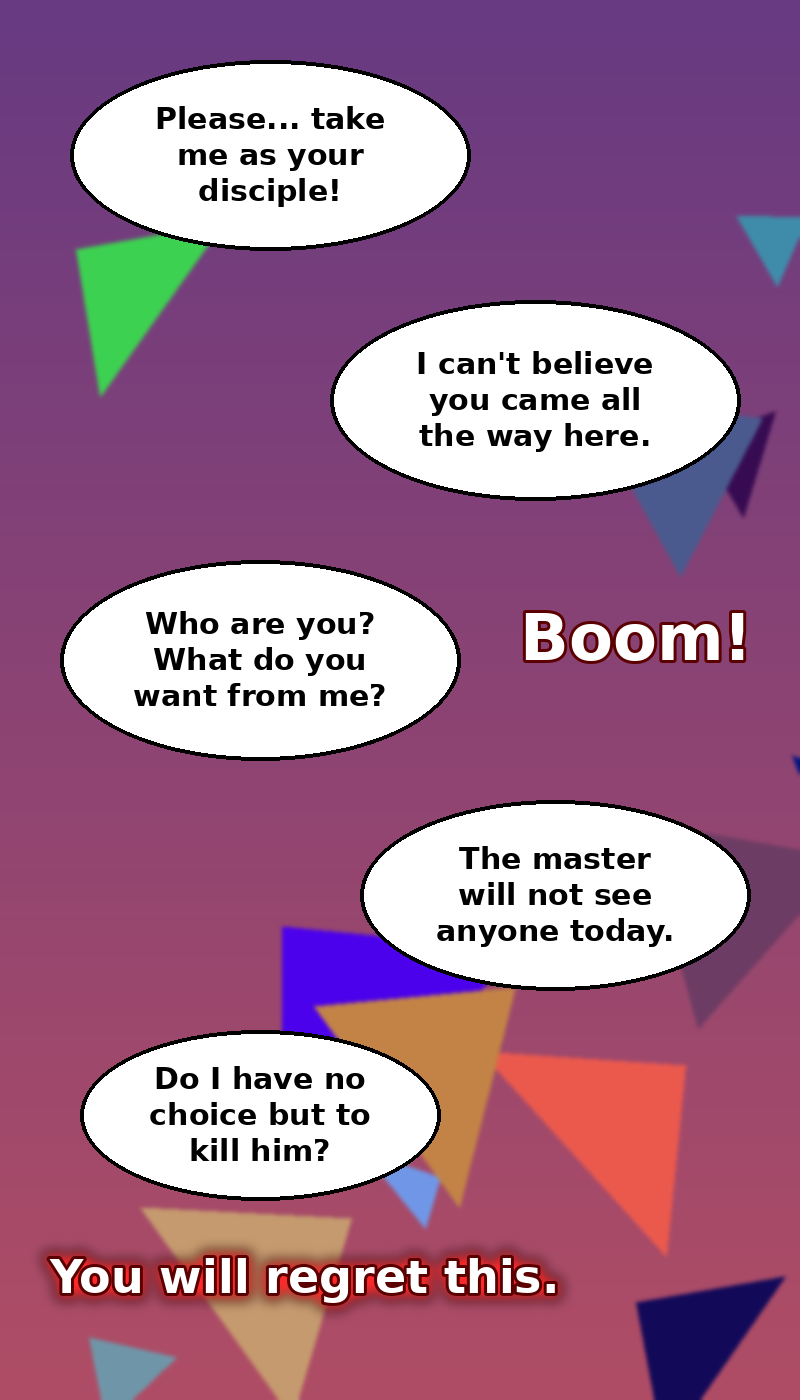 Please... take
me as your
disciple!
I can't believe
you came all
the way here.
Who are you?
What do you
want from me?
Boom!
The master
will not see
anyone today.
Do I have no
choice but to
kill him?
You will regret this.